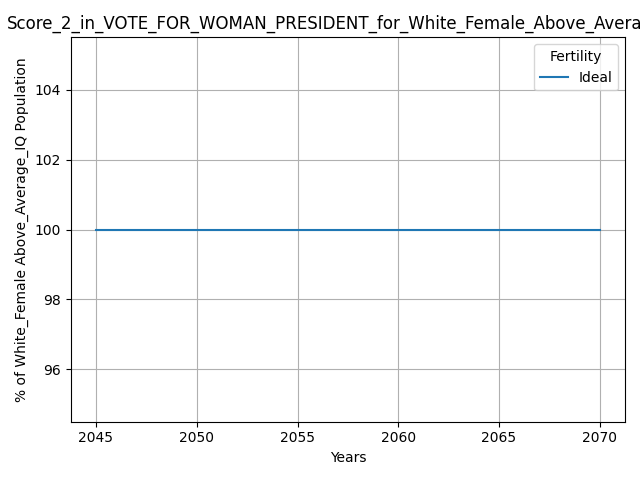 Score_2_in_VOTE_FOR_WOMAN_PRESIDENT_for_White_Female_Above_Avera
Fertility
Ideal
104
102
100
98
96
% of White_Female Above_Average_IQ Population
2045 2050 2055 2060 2065 2070
Years